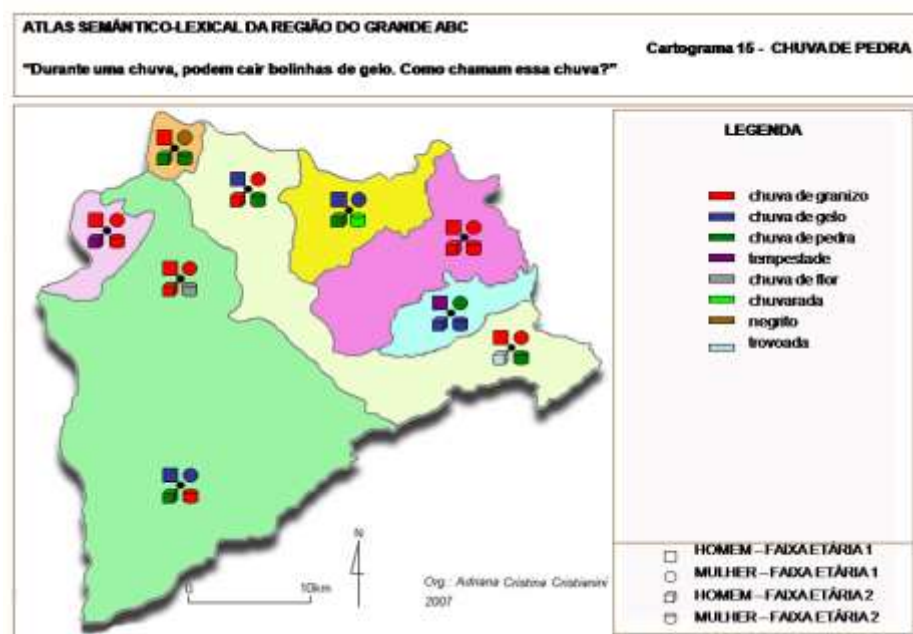 ATLAS SEMÂNTICO-LEXICAL DA REGIÃO DO GRANDE ABC
Cartograma 15 - CHUVA DE PEDRA
"Durante uma chuva, podem cair bolinhas de gelo. Como chamam essa chuva?"
LEGENDA
chuva de granizo
chuva de gelo
chuva de pedra
tempestade
chuva de flor
chuvarada
negrito
trovoada
N
0 10km
Org.: Adriana Cristina Cristianini
2007
HOMEM – FAIXA ETÁRIA 1
MULHER – FAIXA ETÁRIA 1
HOMEM – FAIXA ETÁRIA 2
MULHER – FAIXA ETÁRIA 2